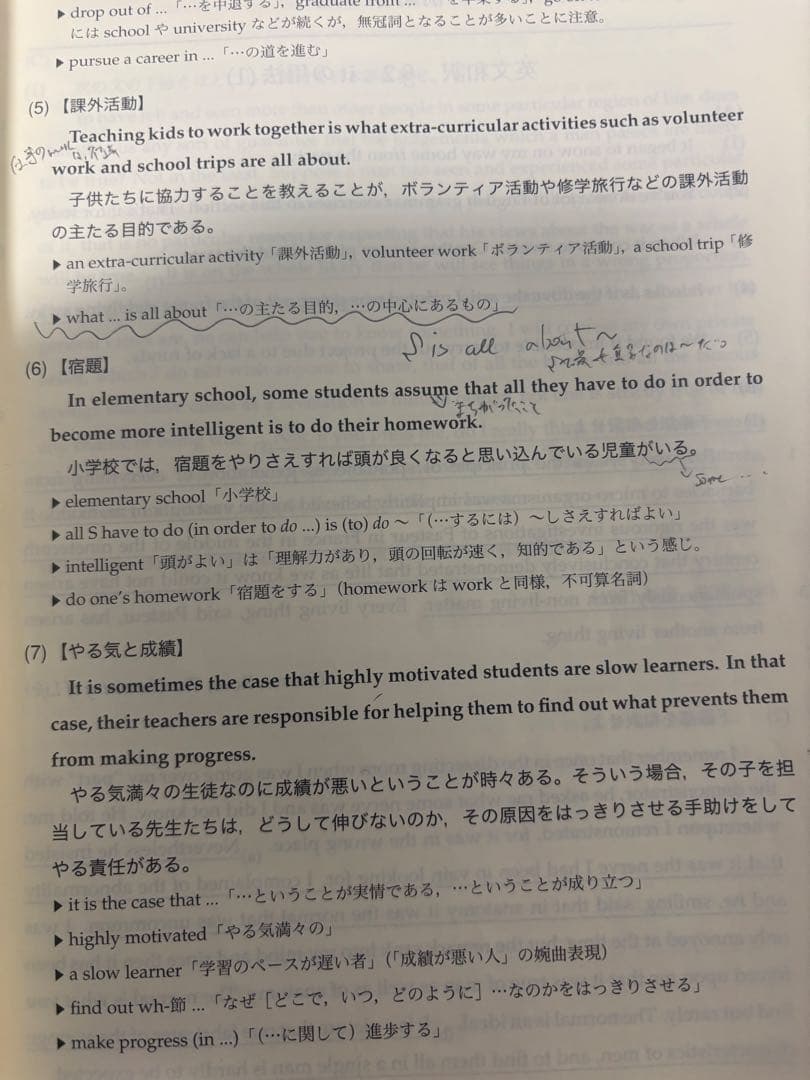 ▶ drop out of ...「…を中退する」, graduate from ...
には school や university などが続くが，無冠詞となることが多いことに注意。
▶ pursue a career in ...「…の道を進む」
(5) 【課外活動】
Teaching kids to work together is what extra-curricular activities such as volunteer
work and school trips are all about.
子供たちに協力することを教えることが，ボランティア活動や修学旅行などの課外活動
の主たる目的である。
▶ an extra-curricular activity「課外活動」, volunteer work「ボランティア活動」, a school trip「修
学旅行」。
▶ what ... is all about「…の主たる目的，…の中心にあるもの」
S is all about ～
(6) 【宿題】
In elementary school, some students assume that all they have to do in order to
become more intelligent is to do their homework.
まちがったこと
小学校では，宿題をやりさえすれば頭が良くなると思い込んでいる児童がいる。
some ....
▶ elementary school「小学校」
▶ all S have to do (in order to do ...) is (to) do ～「（…するには）～しさえすればよい」
▶ intelligent「頭がよい」は「理解力があり，頭の回転が速く，知的である」という感じ。
▶ do one's homework「宿題をする」（homework は work と同様，不可算名詞）
(7) 【やる気と成績】
It is sometimes the case that highly motivated students are slow learners. In that
case, their teachers are responsible for helping them to find out what prevents them
from making progress.
やる気満々の生徒なのに成績が悪いということが時々ある。そういう場合，その子を担
当している先生たちは，どうして伸びないのか，その原因をはっきりさせる手助けをして
やる責任がある。
▶ it is the case that ...「…ということが実情である，…ということが成り立つ」
▶ highly motivated「やる気満々の」
▶ a slow learner「学習のペースが遅い者」（「成績が悪い人」の婉曲表現）
▶ find out wh-節 ...「なぜ［どこで，いつ，どのように］…なのかをはっきりさせる」
▶ make progress (in ...)「（…に関して）進歩する」